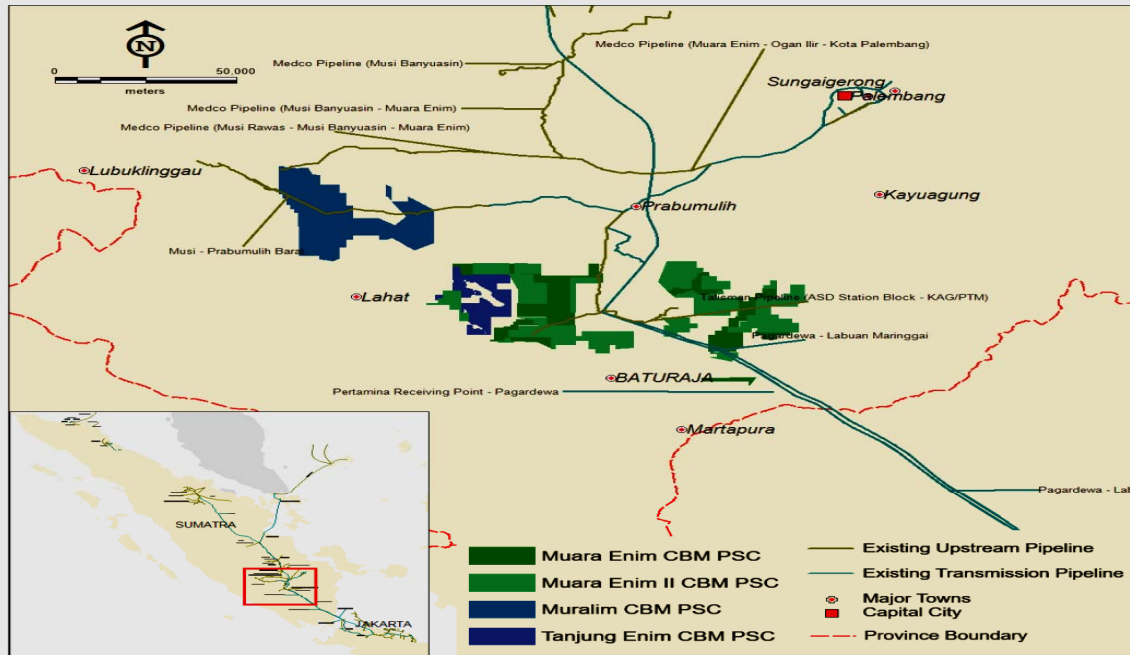 N
0
50,000
meters
Medco Pipeline (Muara Enim - Ogan Ilir - Kota Palembang)
Medco Pipeline (Musi Banyuasin)
Sungaigerong
Palembang
Medco Pipeline (Musi Banyuasin - Muara Enim)
Medco Pipeline (Musi Rawas - Musi Banyuasin - Muara Enim)
Lubuklinggau
Kayuagung
Prabumulih
Musi - Prabumulih Barat
Lahat
Talisman Pipeline (ASD Station Block - KAG/PTM)
Pagardewa - Labuan Maringgai
BATURAJA
Pertamina Receiving Point - Pagardewa
Martapura
Pagardewa - Lab
SUMATRA
JAKARTA
Muara Enim CBM PSC
Muara Enim II CBM PSC
Muralim CBM PSC
Tanjung Enim CBM PSC
Existing Upstream Pipeline
Existing Transmission Pipeline
Major Towns
Capital City
Province Boundary